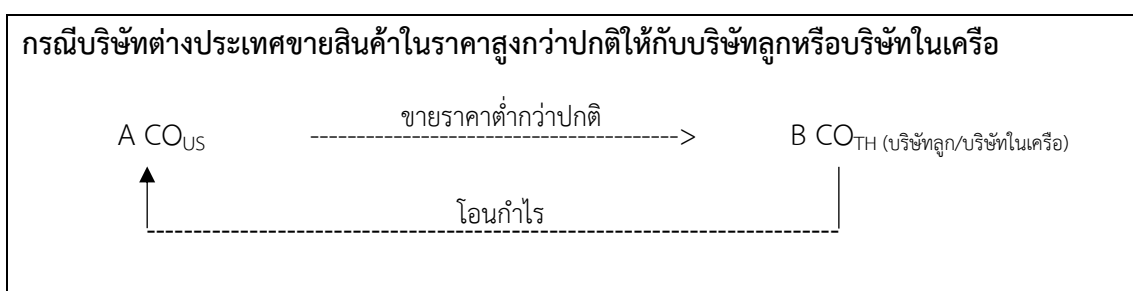 กรณีบริษัทต่างประเทศขายสินค้าในราคาสูงกว่าปกติให้กับบริษัทลูกหรือบริษัทในเครือ
ขายราคาต่ำกว่าปกติ
A CO US ----------------------------------------> B CO TH (บริษัทลูก/บริษัทในเครือ)
โอนกำไร